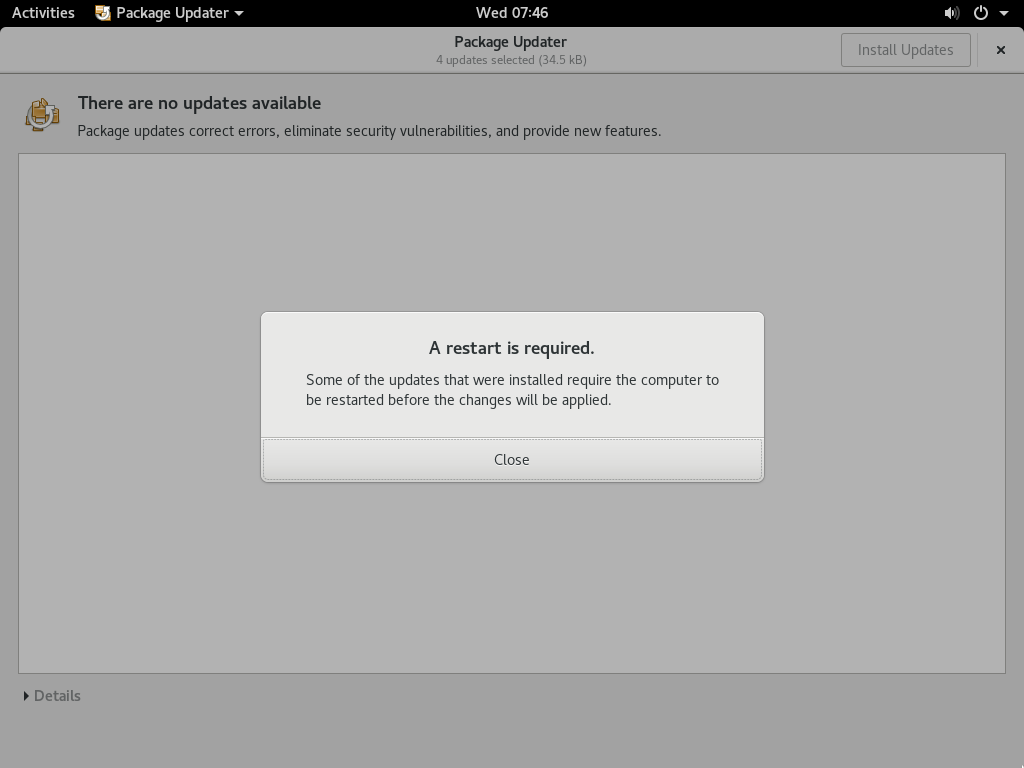 Activities Package Updater Wed 07:46
Package Updater
4 updates selected (34.5 kB)
Install Updates
There are no updates available
Package updates correct errors, eliminate security vulnerabilities, and provide new features.
A restart is required.
Some of the updates that were installed require the computer to
be restarted before the changes will be applied.
Close
Details